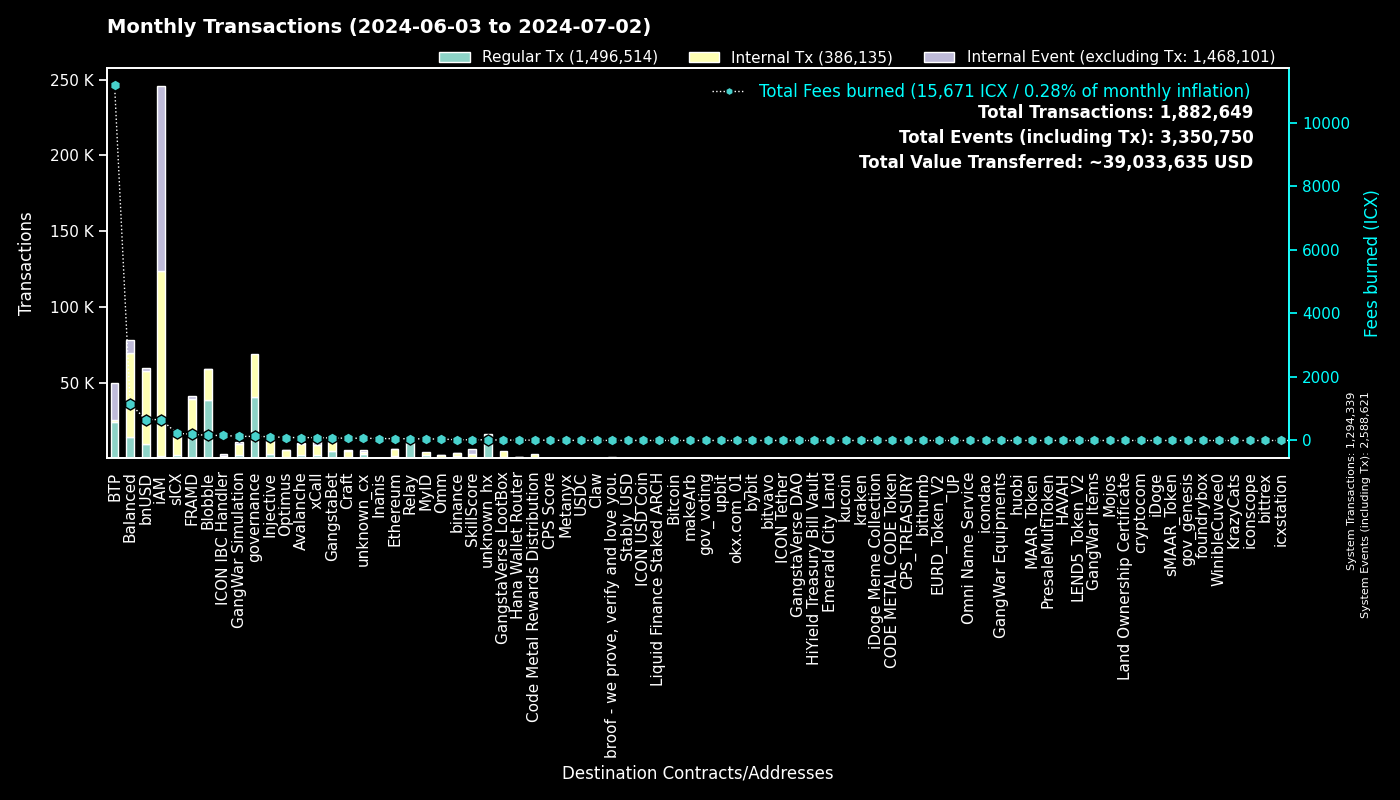 Monthly Transactions (2024-06-03 to 2024-07-02)
Regular Tx (1,496,514)
Internal Tx (386,135)
Internal Event (excluding Tx: 1,468,101)
Total Fees burned (15,671 ICX / 0.28% of monthly inflation)
Total Transactions: 1,882,649
Total Events (including Tx): 3,350,750
Total Value Transferred: ~39,033,635 USD
Transactions
250 K
200 K
150 K
100 K
50 K
10000
8000
6000
4000
2000
0
Fees burned (ICX)
System Transactions: 1,294,339
System Events (including Tx): 2,588,621
BTP
Balanced
bnUSD
iAM
sICX
FRAMD
Blobble
ICON IBC Handler
GangWar Simulation
governance
Injective
Optimus
Avalanche
xCall
GangstaBet
Craft
unknown_cx
Inanis
Ethereum
Relay
MyID
Omm
binance
SkillScore
unknown_hx
GangstaVerse LootBox
Hana Wallet Router
Code Metal Rewards Distribution
CPS Score
Metanyx
USDC
Claw
broof - we prove, verify and love you.
Stably_USD
ICON USD Coin
Liquid Finance Staked ARCH
Bitcoin
makeArb
gov_voting
upbit
okx.com_01
bybit
bitvavo
ICON Tether
GangstaVerse DAO
HiYield Treasury Bill Vault
Emerald City Land
kucoin
kraken
iDoge Meme Collection
CODE METAL CODE Token
CPS_TREASURY
bithumb
EURD_Token_V2
_UP
Omni Name Service
icondao
GangWar Equipments
huobi
MAAR_Token
PresaleMultiToken
HAVAH
LEND5_Token_V2
GangWar Items
Mojos
Land Ownership Certificate
cryptocom
iDoge
sMAAR_Token
gov_genesis
foundrybox
WinibleCuvee0
KrazyCats
iconscope
bittrex
icxstation
Destination Contracts/Addresses